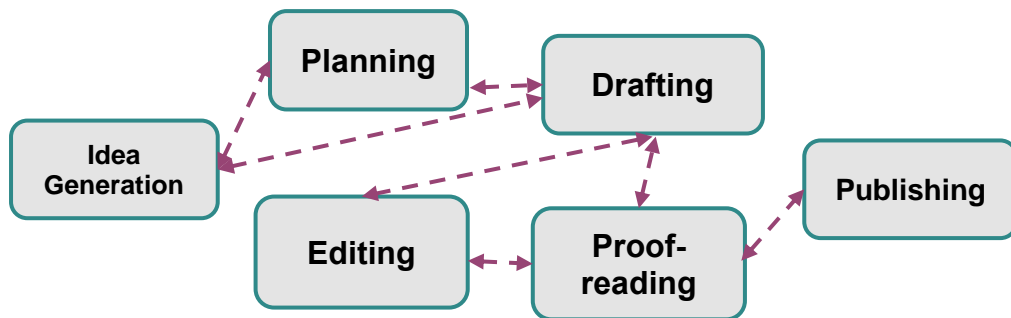 Planning
Drafting
Idea
Generation
Publishing
Editing
Proof-
reading